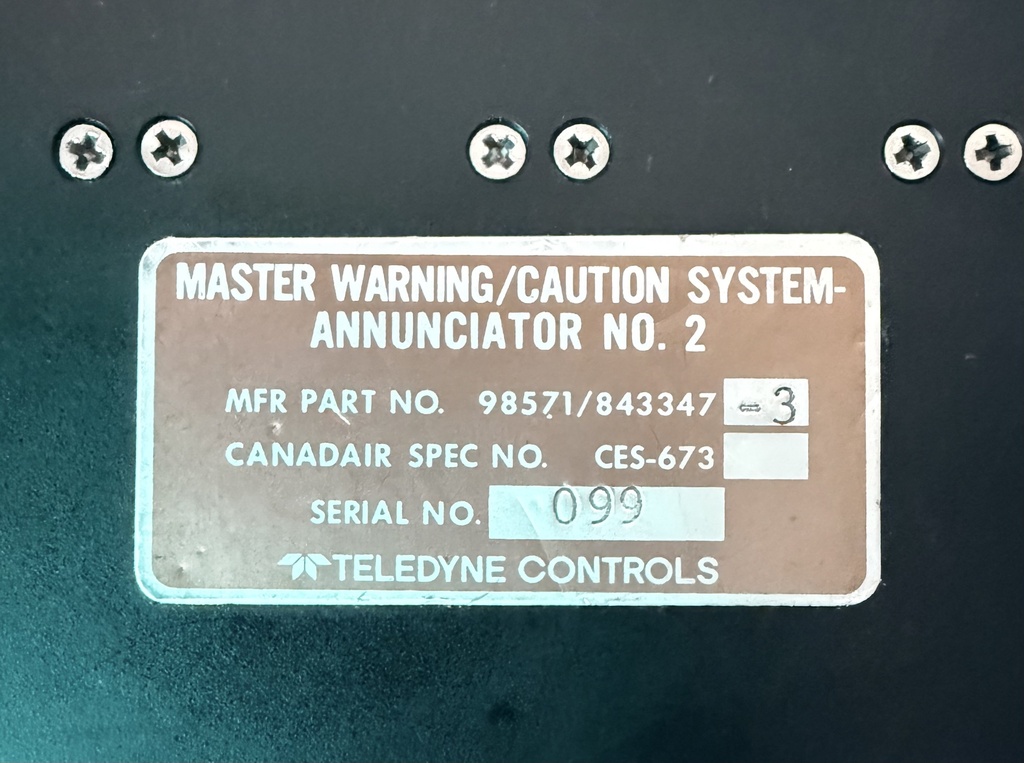 MASTER WARNING/CAUTION SYSTEM-
ANNUNCIATOR NO. 2
MFR PART NO. 98571/843347 -3
CANADAIR SPEC NO. CES-673
SERIAL NO. 099
TELEDYNE CONTROLS